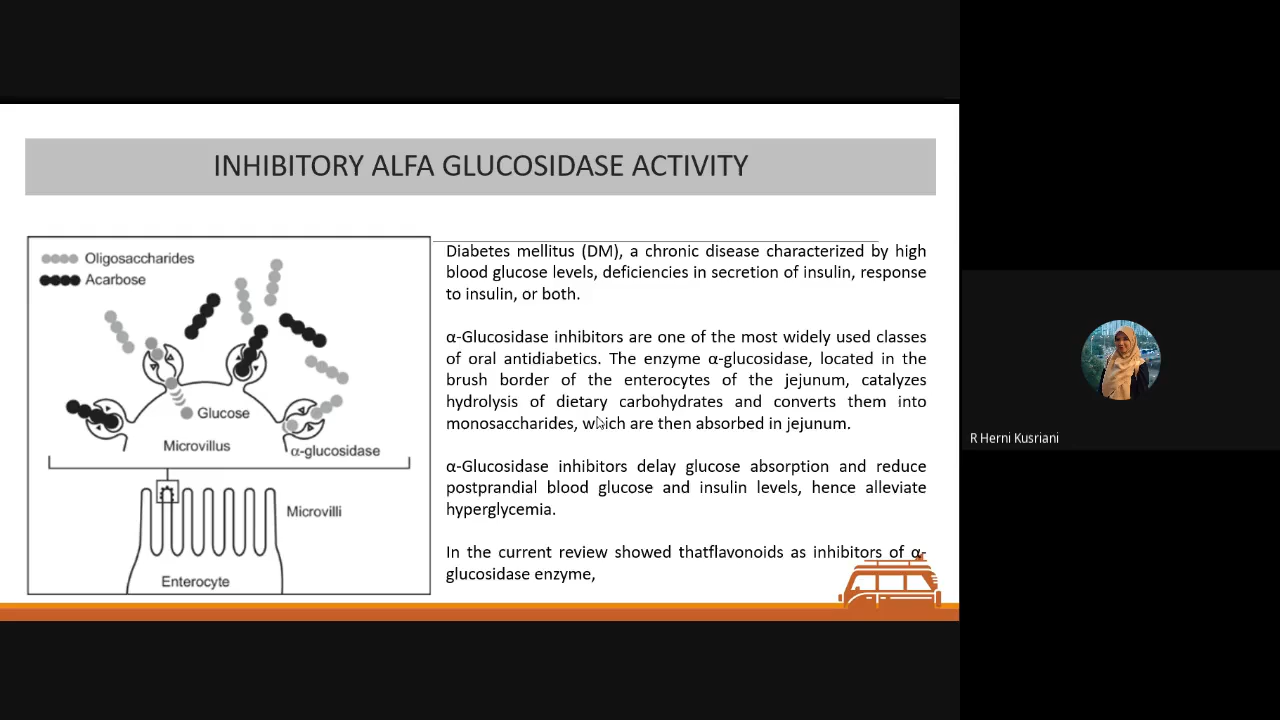 INHIBITORY ALFA GLUCOSIDASE ACTIVITY
Oligosaccharides
Acarbose
Glucose
Microvillus
α-glucosidase
Microvilli
Enterocyte
Diabetes mellitus (DM), a chronic disease characterized by high
blood glucose levels, deficiencies in secretion of insulin, response
to insulin, or both.
α-Glucosidase inhibitors are one of the most widely used classes
of oral antidiabetics. The enzyme α-glucosidase, located in the
brush border of the enterocytes of the jejunum, catalyzes
hydrolysis of dietary carbohydrates and converts them into
monosaccharides, which are then absorbed in jejunum.
α-Glucosidase inhibitors delay glucose absorption and reduce
postprandial blood glucose and insulin levels, hence alleviate
hyperglycemia.
In the current review showed thatflavonoids as inhibitors of α-
glucosidase enzyme,
R Herni Kusriani